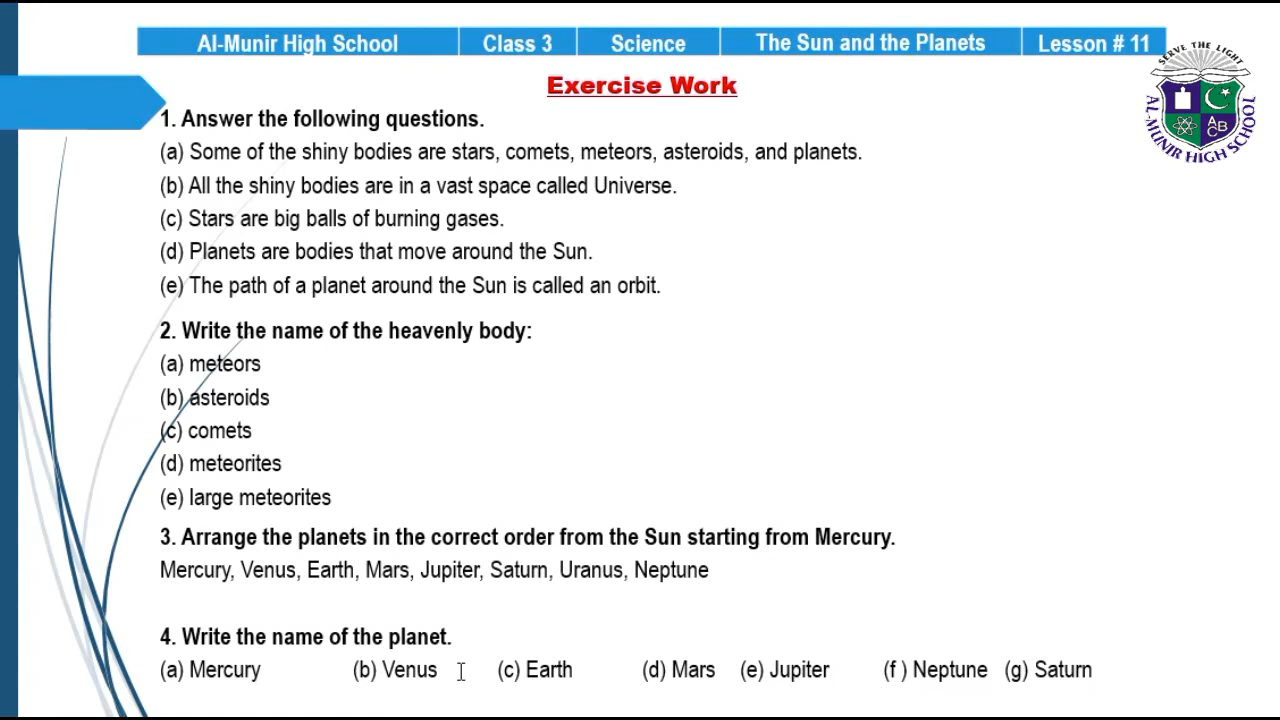 Al-Munir High School Class 3 Science The Sun and the Planets Lesson # 11
SERVE THE LIGHT
AL-MUNIR HIGH SCHOOL
A
B
C
Exercise Work
1. Answer the following questions.
(a) Some of the shiny bodies are stars, comets, meteors, asteroids, and planets.
(b) All the shiny bodies are in a vast space called Universe.
(c) Stars are big balls of burning gases.
(d) Planets are bodies that move around the Sun.
(e) The path of a planet around the Sun is called an orbit.
2. Write the name of the heavenly body:
(a) meteors
(b) asteroids
(c) comets
(d) meteorites
(e) large meteorites
3. Arrange the planets in the correct order from the Sun starting from Mercury.
Mercury, Venus, Earth, Mars, Jupiter, Saturn, Uranus, Neptune
4. Write the name of the planet.
(a) Mercury (b) Venus (c) Earth (d) Mars (e) Jupiter (f ) Neptune (g) Saturn